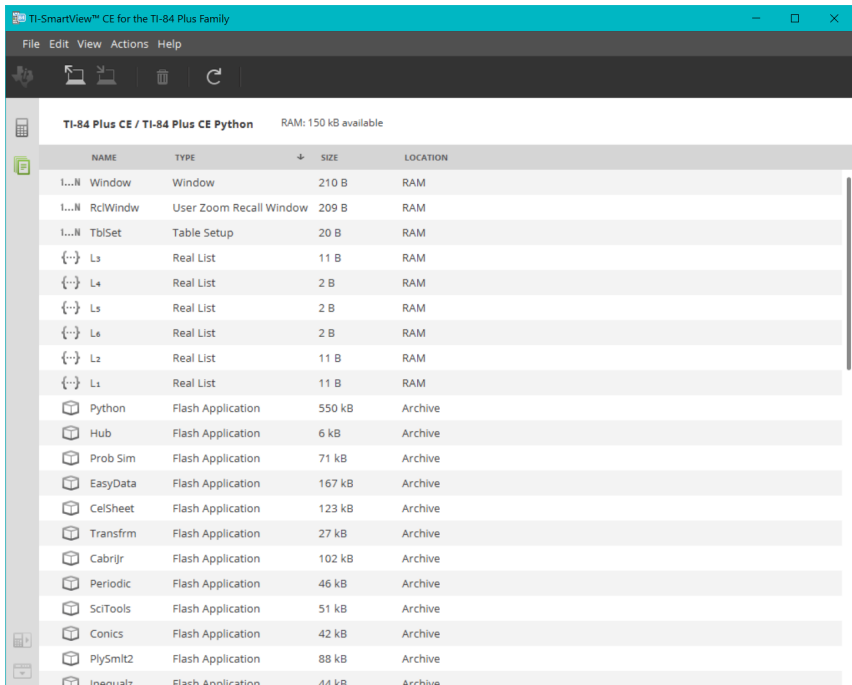 TI-SmartView™ CE for the TI-84 Plus Family
File Edit View Actions Help
TI-84 Plus CE / TI-84 Plus CE Python RAM: 150 kB available
NAME TYPE SIZE LOCATION
1...N Window Window 210 B RAM
1...N RclWindw User Zoom Recall Window 209 B RAM
1...N TblSet Table Setup 20 B RAM
{···} L₃ Real List 11 B RAM
{···} L₄ Real List 2 B RAM
{···} L₅ Real List 2 B RAM
{···} L₆ Real List 2 B RAM
{···} L₂ Real List 11 B RAM
{···} L₁ Real List 11 B RAM
Python Flash Application 550 kB Archive
Hub Flash Application 6 kB Archive
Prob Sim Flash Application 71 kB Archive
EasyData Flash Application 167 kB Archive
CelSheet Flash Application 123 kB Archive
Transfrm Flash Application 27 kB Archive
CabriJr Flash Application 102 kB Archive
Periodic Flash Application 46 kB Archive
SciTools Flash Application 51 kB Archive
Conics Flash Application 42 kB Archive
PlySmlt2 Flash Application 88 kB Archive
Inequalz Flash Application 44 kB Archive